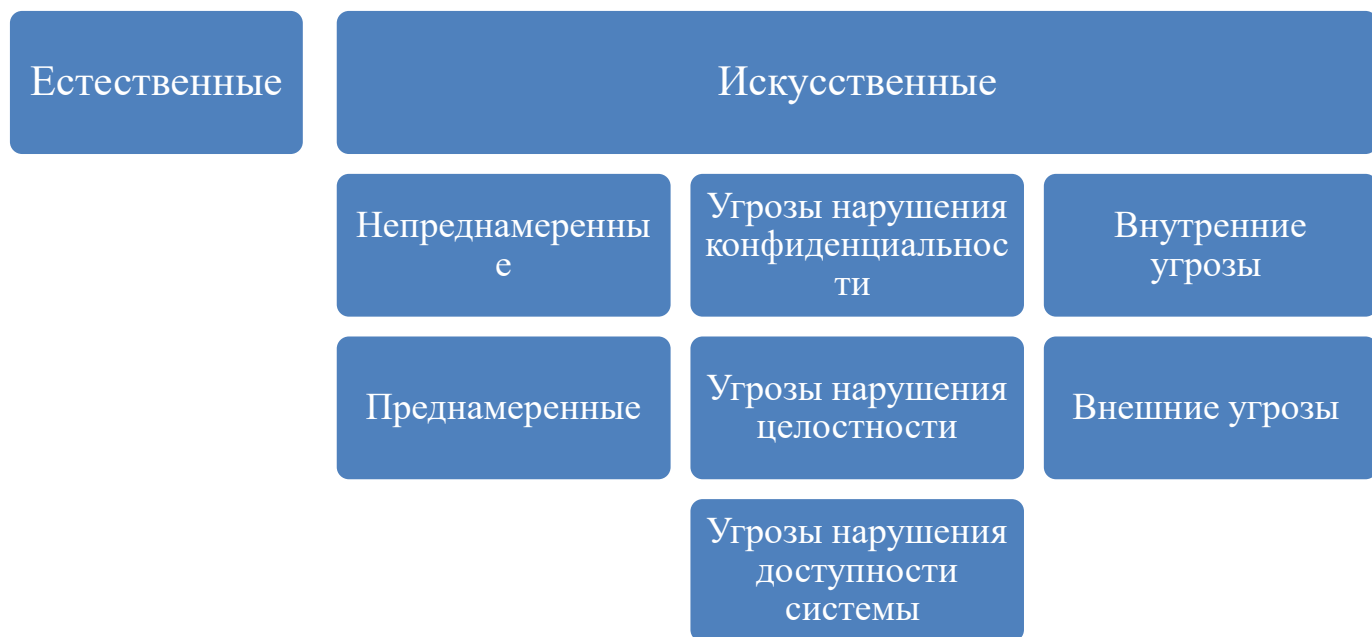 Естественные
Искусственные
Непреднамеренны
е
Угрозы нарушения
конфиденциальнос
ти
Внутренние
угрозы
Преднамеренные
Угрозы нарушения
целостности
Внешние угрозы
Угрозы нарушения
доступности
системы